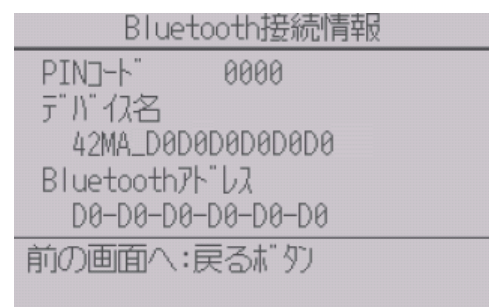 Bluetooth接続情報
PINｺｰﾄﾞ 0000
ﾃﾞﾊﾞｲｽ名
42MA_D0D0D0D0D0D0
Bluetoothｱﾄﾞﾚｽ
D0-D0-D0-D0-D0-D0
前の画面へ:戻るﾎﾞﾀﾝ